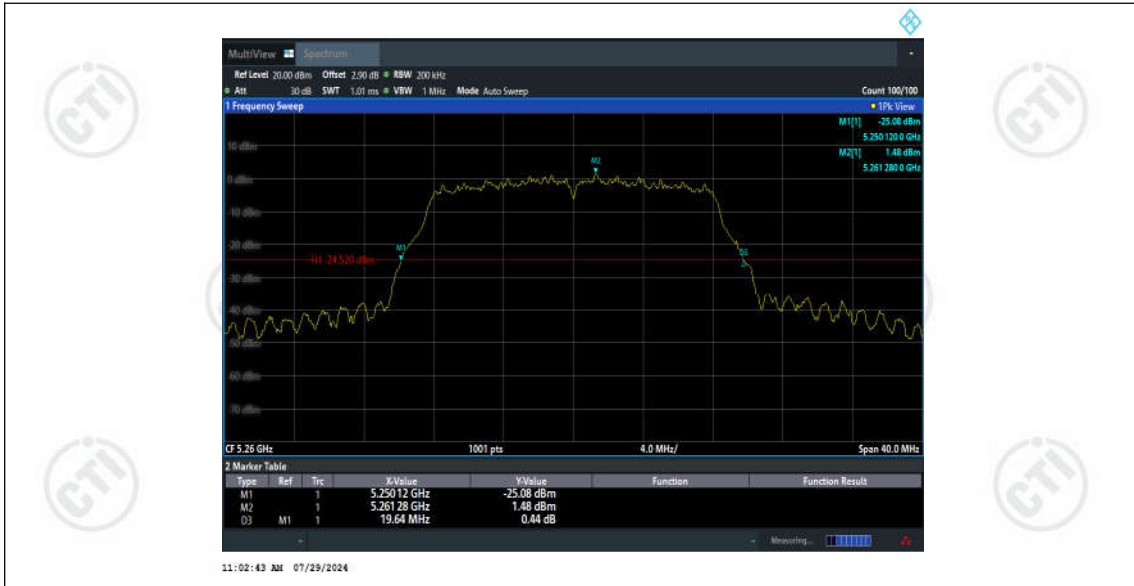 MultiView Spectrum
Ref Level 20.00 dBm Offset 2.90 dB RBW 200 kHz
Att 30 dB SWT 1.01 ms VBW 1 MHz Mode Auto Sweep Count 100/100
1 Frequency Sweep 1Pk View
M1[1] -25.08 dBm
5.250 120 0 GHz
M2[1] 1.48 dBm
5.261 280 0 GHz
10 dBm
M2
0 dBm
-10 dBm
-20 dBm
M1
D3
H1 -24.520 dBm
-30 dBm
-40 dBm
-50 dBm
-60 dBm
-70 dBm
CF 5.26 GHz 1001 pts 4.0 MHz/ Span 40.0 MHz
2 Marker Table
Type Ref Trc X-Value Y-Value Function Function Result
M1 1 5.25012 GHz -25.08 dBm
M2 1 5.26128 GHz 1.48 dBm
D3 M1 1 19.64 MHz 0.44 dB
Measuring...
11:02:43 AM 07/29/2024
CTI
CTI
CTI
CTI